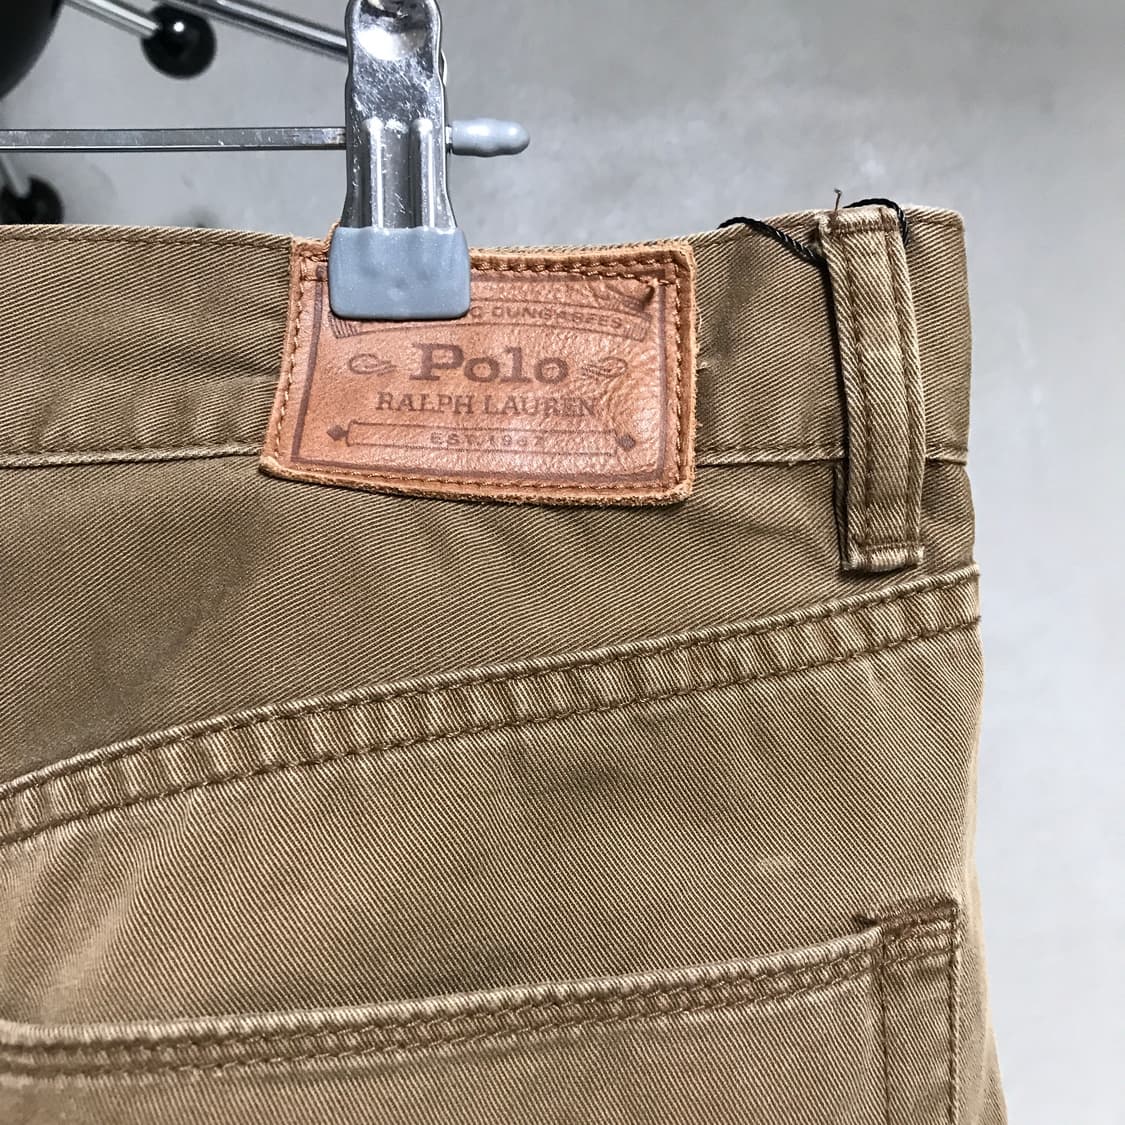 DUNGAREES
Polo
RALPH LAUREN
EST. 1967